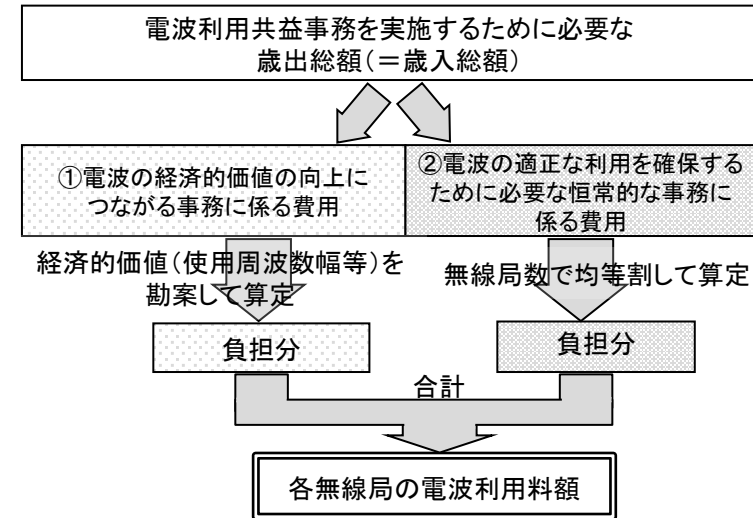 電波利用共益事務を実施するために必要な
歳出総額(＝歳入総額)
①電波の経済的価値の向上に
つながる事務に係る費用
②電波の適正な利用を確保する
ために必要な恒常的な事務に
係る費用
経済的価値(使用周波数幅等)を
勘案して算定
無線局数で均等割して算定
負担分
負担分
合計
各無線局の電波利用料額